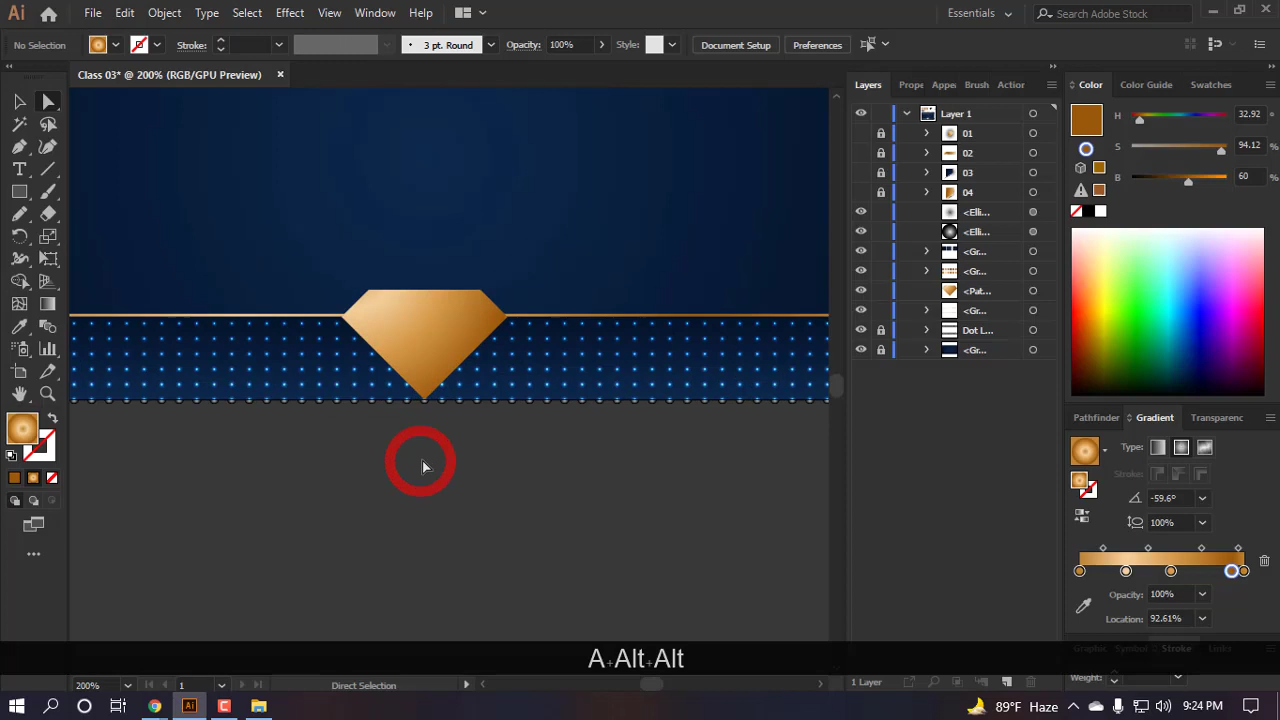 Ai File Edit Object Type Select Effect View Window Help Essentials Search Adobe Stock
No Selection Stroke: 3 pt. Round Opacity: 100% Style: Document Setup Preferences
Class 03* @ 200% (RGB/GPU Preview) ×
Layers Prope Appe Brush Action Color Color Guide Swatches
Layer 1
01
02
03
04
<Elli...
<Elli...
<Gr...
<Gr...
<Pat...
<Gr...
Dot L...
<Gr...
H 32.92 °
S 94.12 %
B 60 %
Pathfinder Gradient Transparenc
Type:
Stroke:
-59.6°
100%
Opacity: 100%
Location: 92.61%
Graphic Symbol Stroke Links
Weight:
A+Alt+Alt
200% 1 Direct Selection 1 Layer
Ai 89°F Haze 9:24 PM